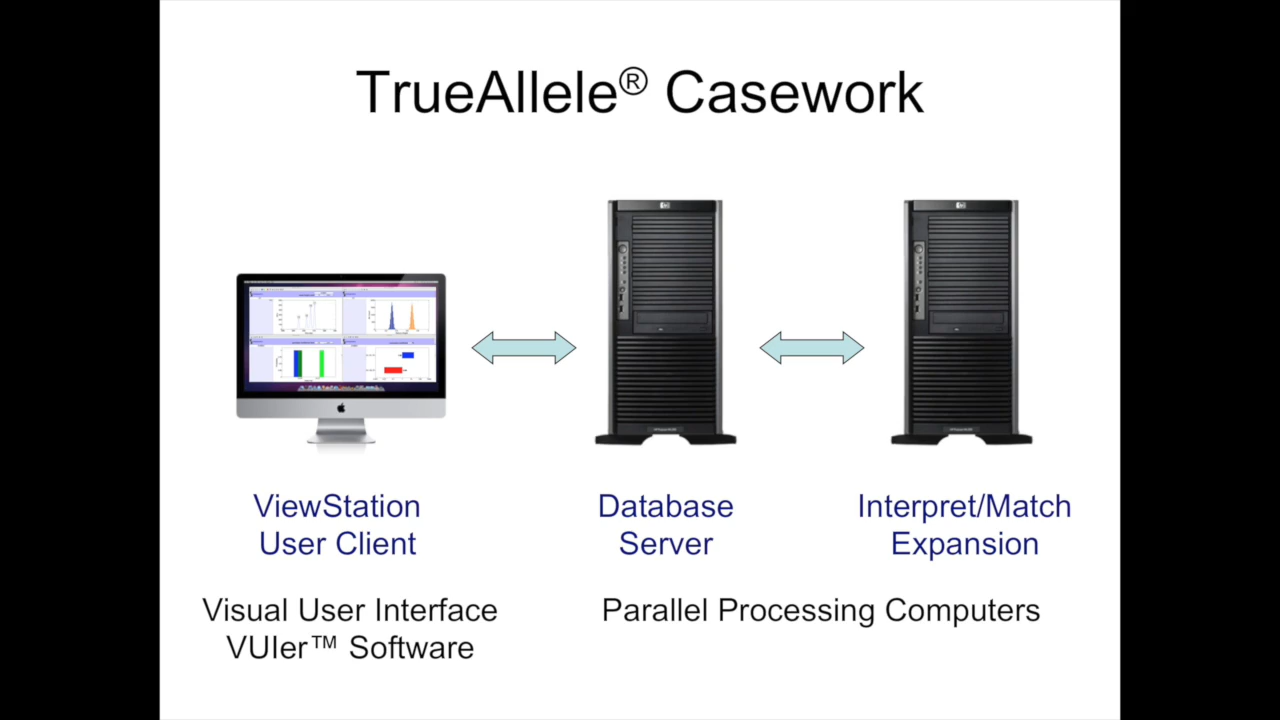 TrueAllele® Casework
ViewStation
User Client
Database
Server
Interpret/Match
Expansion
Visual User Interface
VUIer™ Software
Parallel Processing Computers